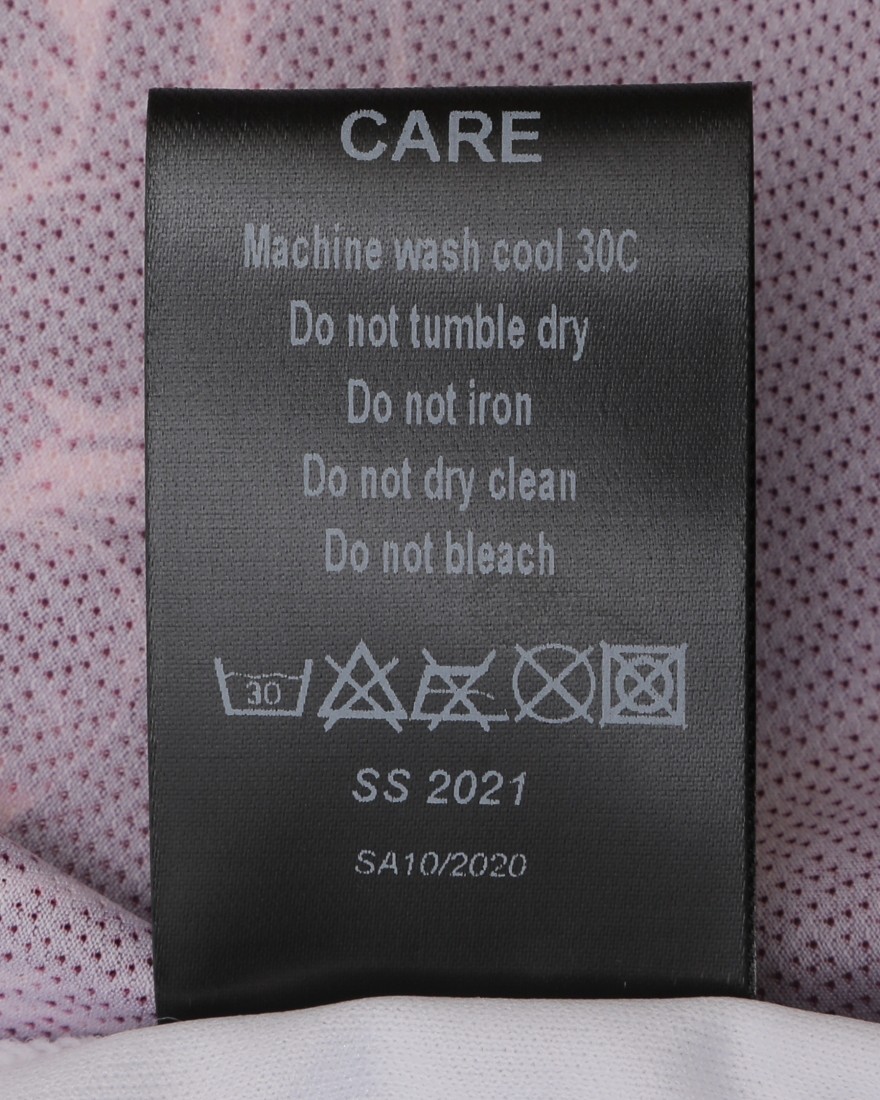 CARE
Machine wash cool 30C
Do not tumble dry
Do not iron
Do not dry clean
Do not bleach
30
SS 2021
SA10/2020